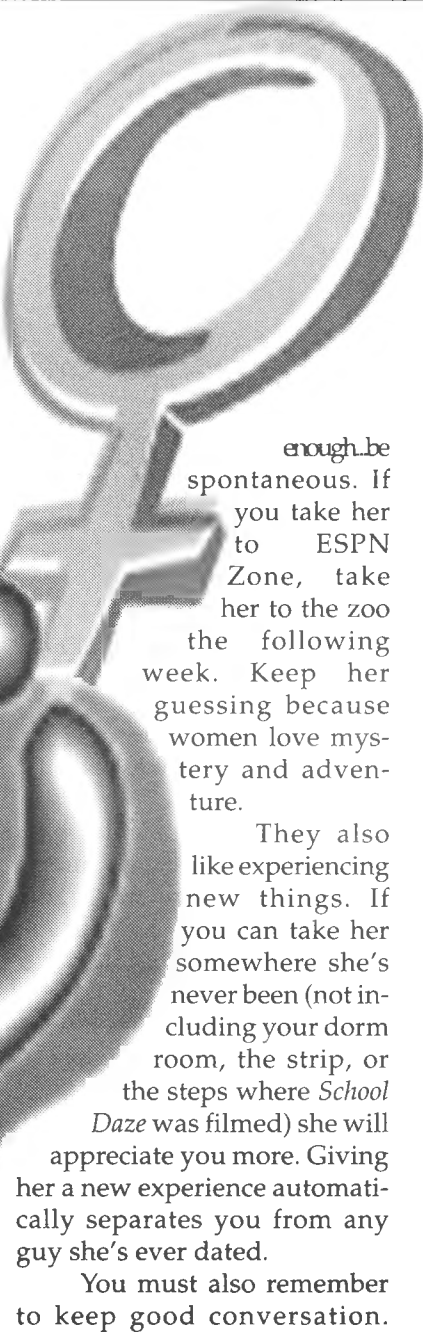 enough..be
spontaneous. If
you take her
to ESPN
Zone, take
her to the zoo
the following
week. Keep her
guessing because
women love mys-
tery and adven-
ture.
They also
like experiencing
new things. If
you can take her
somewhere she's
never been (not in-
cluding your dorm
room, the strip, or
the steps where School
Daze was filmed) she will
appreciate you more. Giving
her a new experience automati-
cally separates you from any
guy she's ever dated.
You must also remember
to keep good conversation.